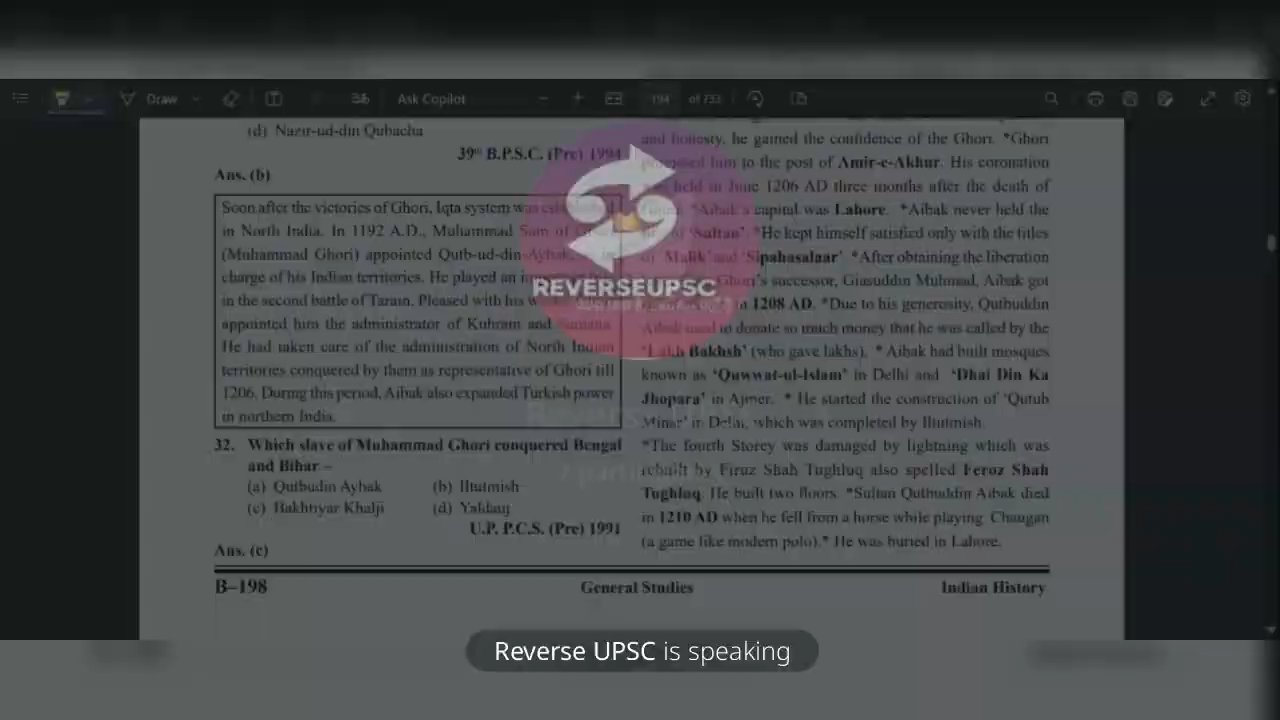 Draw
Ask Copilot
194 of 733
(d) Nazir-ud-din Qubacha
39th B.P.S.C. (Pre) 1994
Ans. (b)
Soon after the victories of Ghori, Iqta system was
in North India. In 1192 A.D., Muhammad Sam of
(Muhammad Ghori) appointed Qutb-ud-din-Aybak
charge of his Indian territories. He played an
in the second battle of Tarain. Pleased with his
appointed him the administrator of Kuhram and
He had taken care of the administration of North Indian
territories conquered by them as representative of Ghori till
1206. During this period, Aibak also expanded Turkish power
in northern India.
32. Which slave of Muhammad Ghori conquered Bengal
and Bihar –
(a) Qutbudin Aybak (b) Iltutmish
(c) Bakhtiyar Khalji (d) Yalduuj
U.P. P.C.S. (Pre) 1991
Ans. (c)
and honesty, he gained the confidence of the Ghori. *Ghori
him to the post of Amir-e-Akhur. His coronation
held in June 1206 AD three months after the death of
*Aibak's capital was Lahore. *Aibak never held the
of 'Sultan'. *He kept himself satisfied only with the titles
of 'Malik' and 'Sipahasalaar' *After obtaining the liberation
Ghori's successor, Giasuddin Muhmad, Aibak got
in 1208 AD. *Due to his generosity, Qutbuddin
Aibak used to donate so much money that he was called by the
'Lakh Bakhsh' (who gave lakhs). * Aibak had built mosques
known as 'Quwwat-ul-Islam' in Delhi and 'Dhai Din Ka
Jhopara' in Ajmer. * He started the construction of 'Qutub
Minar' in Delhi, which was completed by Iltutmish.
*The fourth Storey was damaged by lightning which was
rebuilt by Firuz Shah Tughluq also spelled Feroz Shah
Tughluq. He built two floors. *Sultan Qutbuddin Aibak died
in 1210 AD when he fell from a horse while playing Chaugan
(a game like modern polo).* He was buried in Lahore.
REVERSEUPSC
B–198 General Studies Indian History
Reverse UPSC is speaking